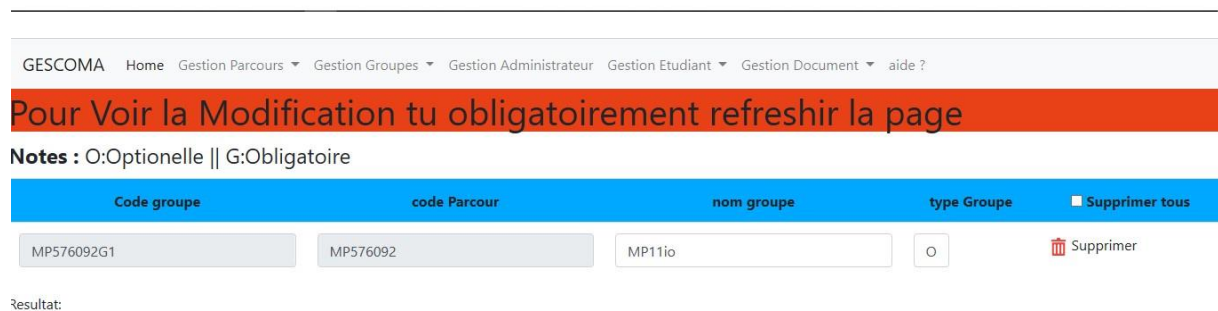 GESCOMA Home Gestion Parcours Gestion Groupes Gestion Administrateur Gestion Etudiant Gestion Document aide ?
Pour Voir la Modification tu obligatoirement refreshir la page
Notes : O:Optionelle || G:Obligatoire
Code groupe code Parcour nom groupe type Groupe Supprimer tous
MP576092G1 MP576092 MP11io O Supprimer
Resultat: